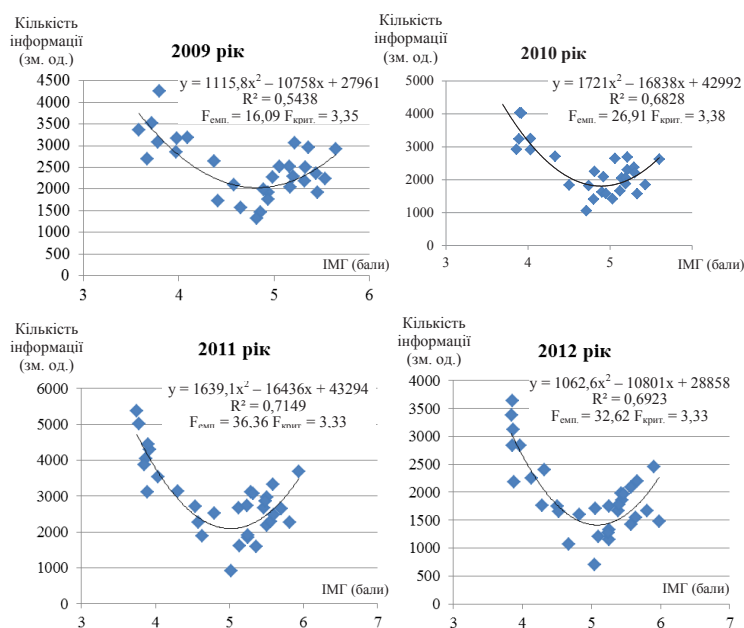 Кількість
інформації
(зм. од.)
2009 рік
4500
4000
3500
3000
2500
2000
1500
1000
500
0
y = 1115,8x² – 10758x + 27961
R² = 0,5438
Fемп. = 16,09 Fкрит. = 3,35
ІМГ (бали)
3 4 5 6
Кількість
інформації
(зм. од.)
2010 рік
5000
4000
3000
2000
1000
0
y = 1721x² – 16838x + 42992
R² = 0,6828
Fемп. = 26,91 Fкрит. = 3,38
ІМГ (бали)
3 4 5 6
Кількість
інформації
(зм. од.)
2011 рік
6000
5000
4000
3000
2000
1000
0
y = 1639,1x² – 16436x + 43294
R² = 0,7149
Fемп. = 36,36 Fкрит. = 3,33
ІМГ (бали)
3 4 5 6 7
Кількість
інформації
(зм. од.)
2012 рік
4000
3500
3000
2500
2000
1500
1000
500
0
y = 1062,6x² – 10801x + 28858
R² = 0,6923
Fемп. = 32,62 Fкрит. = 3,33
ІМГ (бали)
3 4 5 6 7